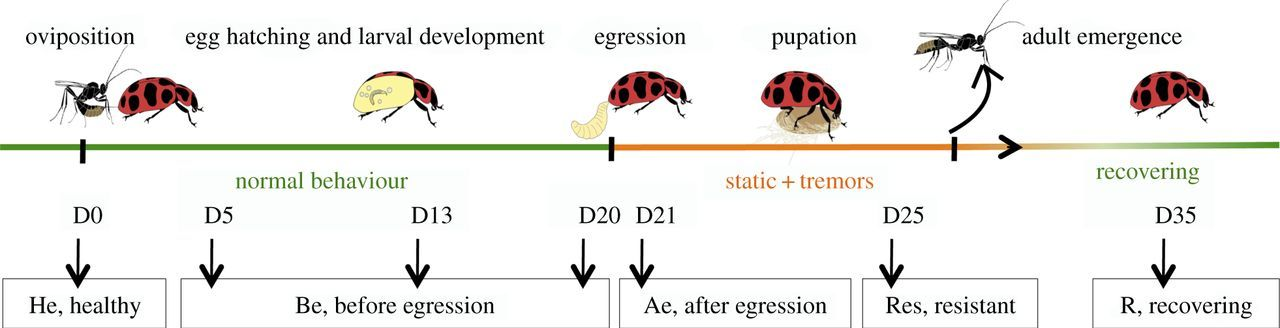 oviposition
egg hatching and larval development
egression
pupation
adult emergence
normal behaviour
static + tremors
recovering
D0
D5
D13
D20
D21
D25
D35
He, healthy
Be, before egression
Ae, after egression
Res, resistant
R, recovering